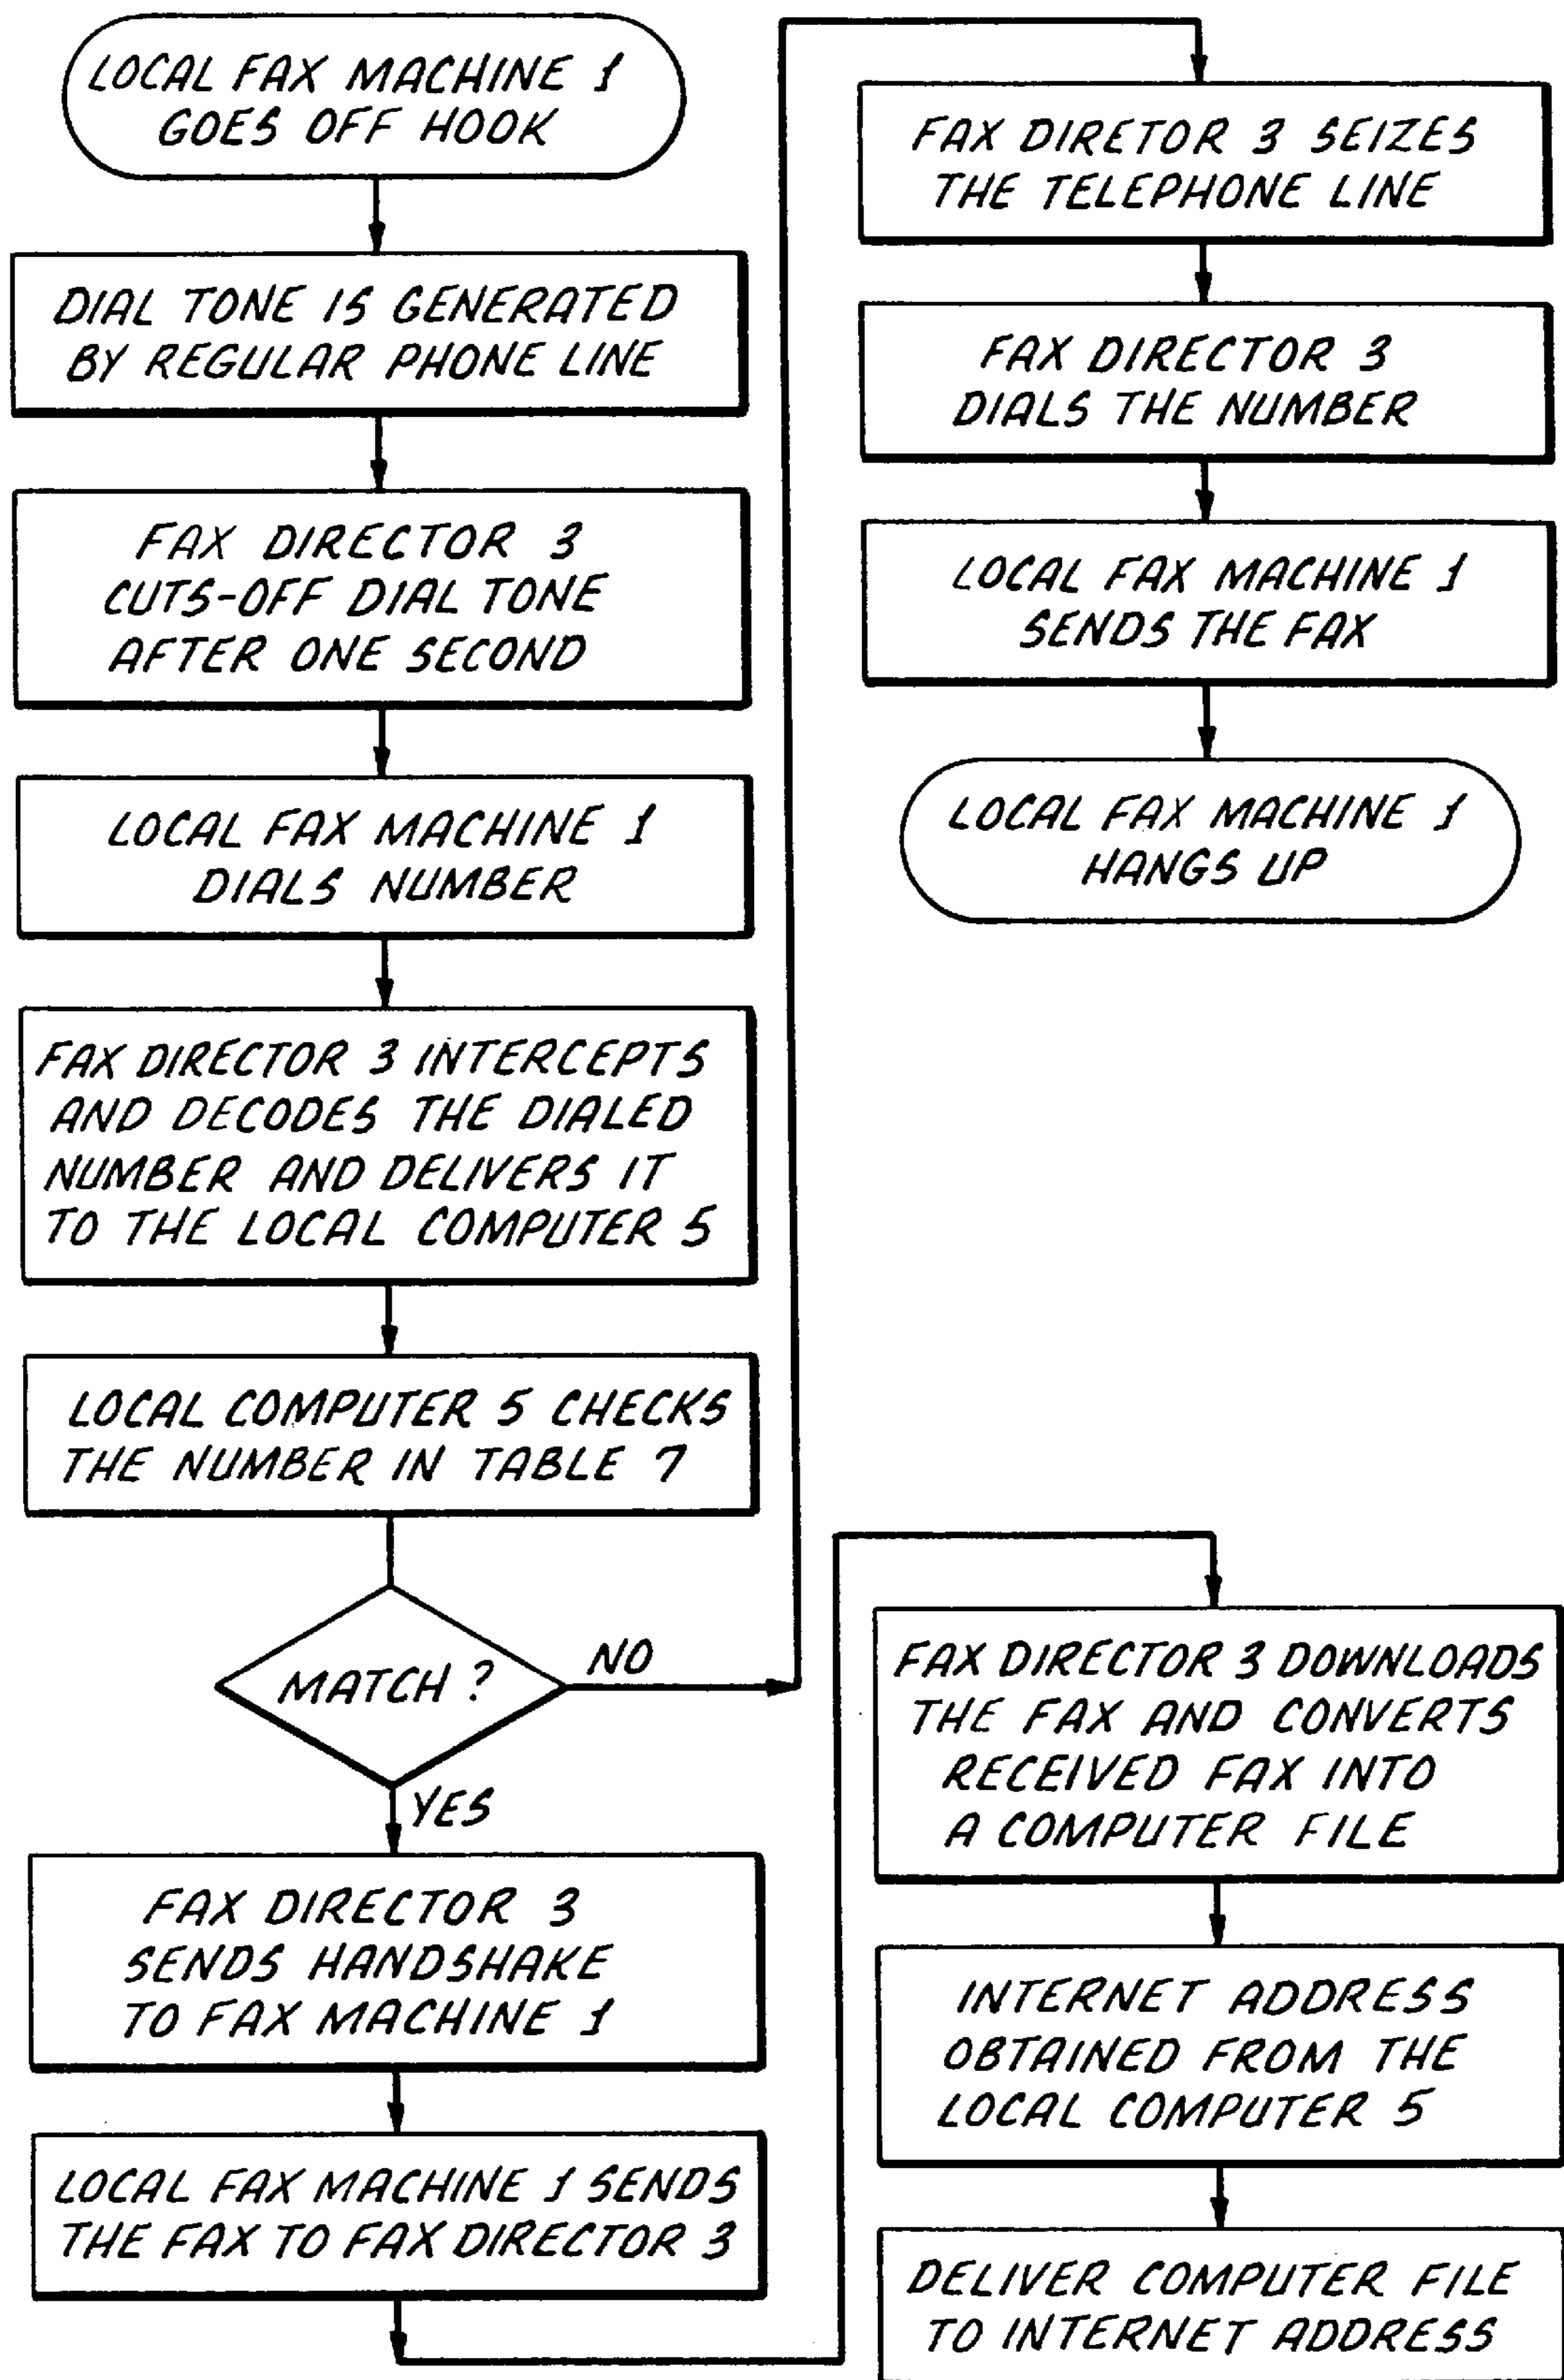 LOCAL FAX MACHINE 1
GOES OFF HOOK
DIAL TONE IS GENERATED
BY REGULAR PHONE LINE
FAX DIRECTOR 3
CUTS-OFF DIAL TONE
AFTER ONE SECOND
LOCAL FAX MACHINE 1
DIALS NUMBER
FAX DIRECTOR 3 INTERCEPTS
AND DECODES THE DIALED
NUMBER AND DELIVERS IT
TO THE LOCAL COMPUTER 5
LOCAL COMPUTER 5 CHECKS
THE NUMBER IN TABLE 7
MATCH ?
NO
YES
FAX DIRECTOR 3
SENDS HANDSHAKE
TO FAX MACHINE 1
LOCAL FAX MACHINE 1 SENDS
THE FAX TO FAX DIRECTOR 3
FAX DIRETOR 3 SEIZES
THE TELEPHONE LINE
FAX DIRECTOR 3
DIALS THE NUMBER
LOCAL FAX MACHINE 1
SENDS THE FAX
LOCAL FAX MACHINE 1
HANGS UP
FAX DIRECTOR 3 DOWNLOADS
THE FAX AND CONVERTS
RECEIVED FAX INTO
A COMPUTER FILE
INTERNET ADDRESS
OBTAINED FROM THE
LOCAL COMPUTER 5
DELIVER COMPUTER FILE
TO INTERNET ADDRESS